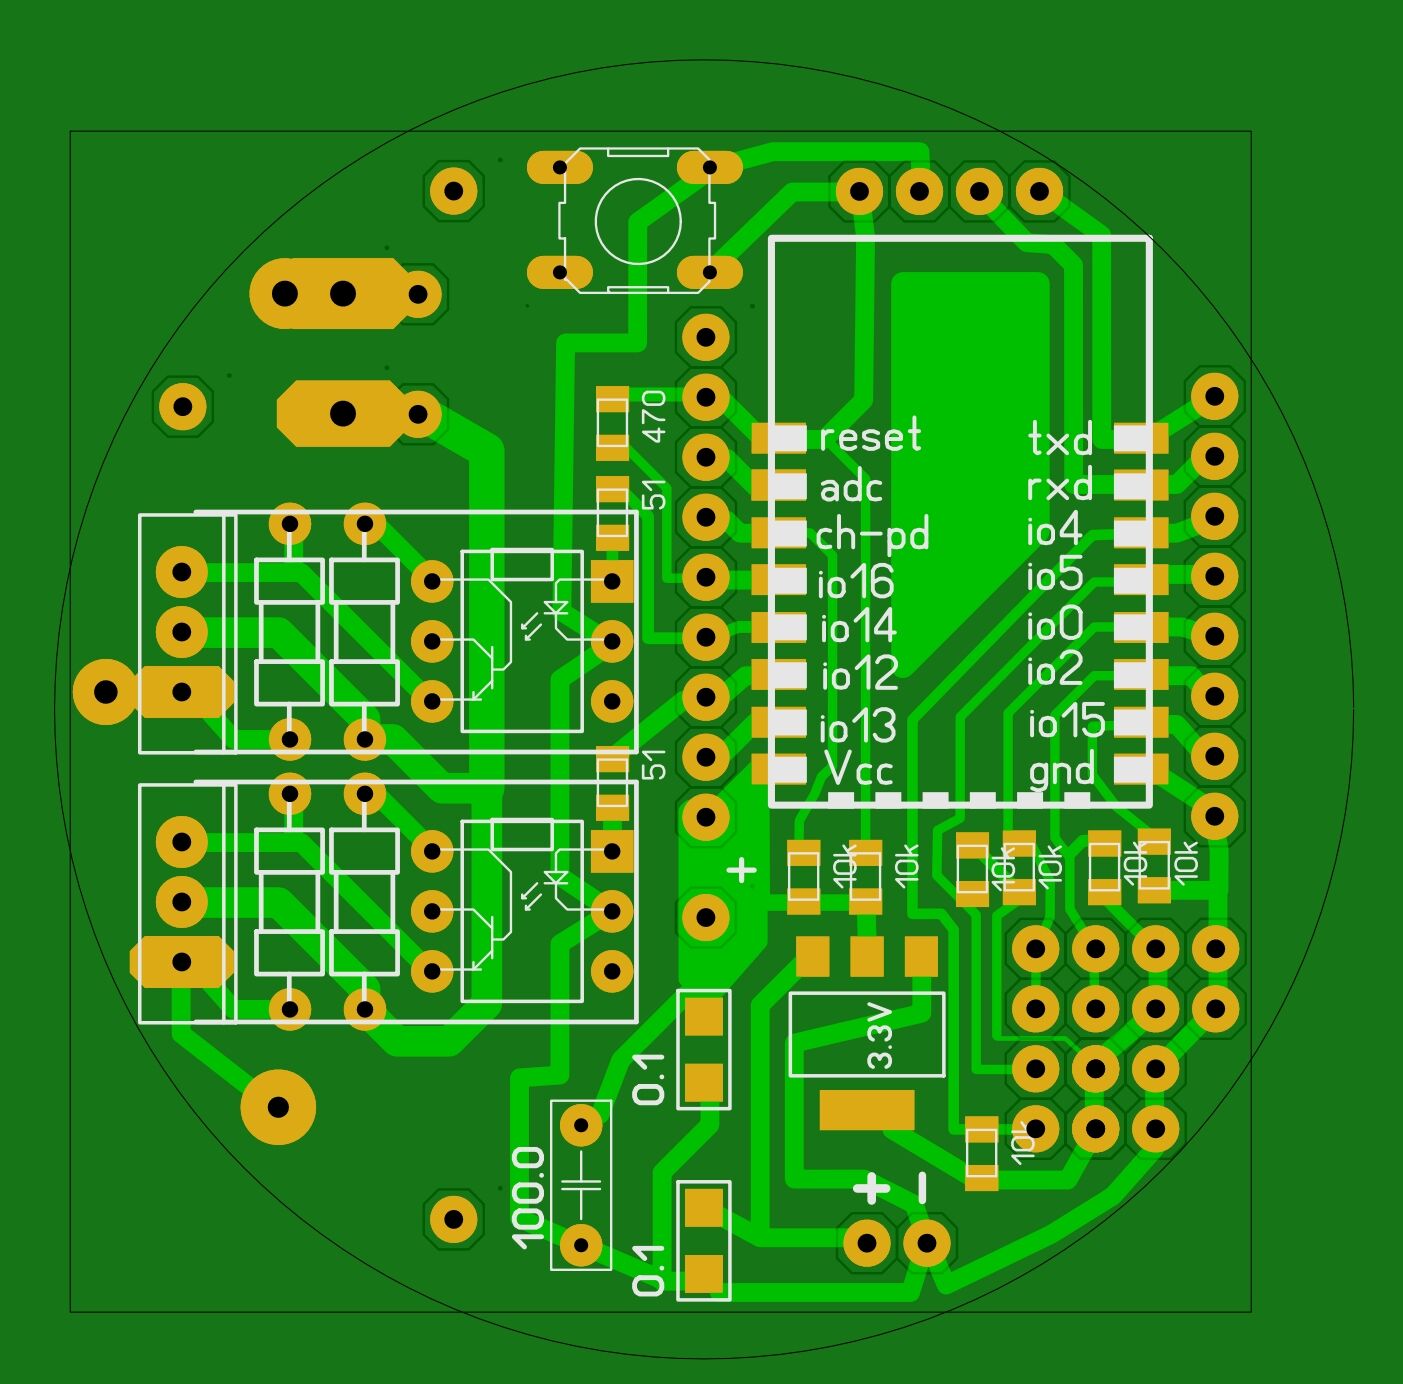 470
51
reset
txd
adc
rxd
ch-pd
io4
io16
io5
io14
io0
io12
io2
io13
io15
Vcc
gnd
51
+
10k
10k
10k
10k
10k
10k
3.3V
0.1
10k
100.0
+ -
0.1